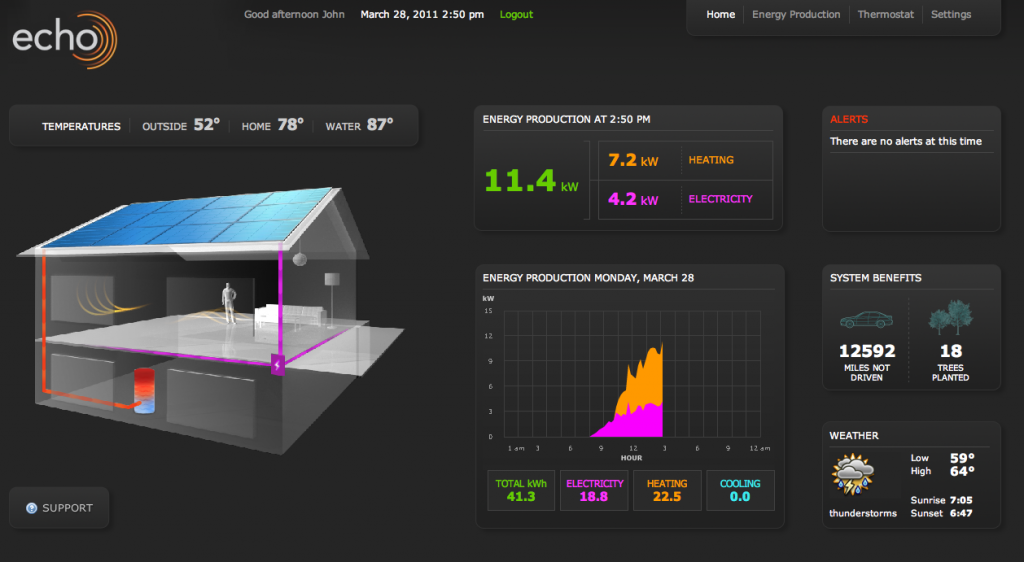 echo
Good afternoon John March 28, 2011 2:50 pm Logout
Home Energy Production Thermostat Settings
TEMPERATURES OUTSIDE 52° HOME 78° WATER 87°
ENERGY PRODUCTION AT 2:50 PM
11.4 kW
7.2 kW HEATING
4.2 kW ELECTRICITY
ALERTS
There are no alerts at this time
ENERGY PRODUCTION MONDAY, MARCH 28
kW
15
12
9
6
3
0
1 am 3 6 9 12 3 6 9 12 am
HOUR
TOTAL kWh
41.3
ELECTRICITY
18.8
HEATING
22.5
COOLING
0.0
SYSTEM BENEFITS
12592
MILES NOT
DRIVEN
18
TREES
PLANTED
WEATHER
Low 59°
High 64°
Sunrise 7:05
Sunset 6:47
thunderstorms
SUPPORT